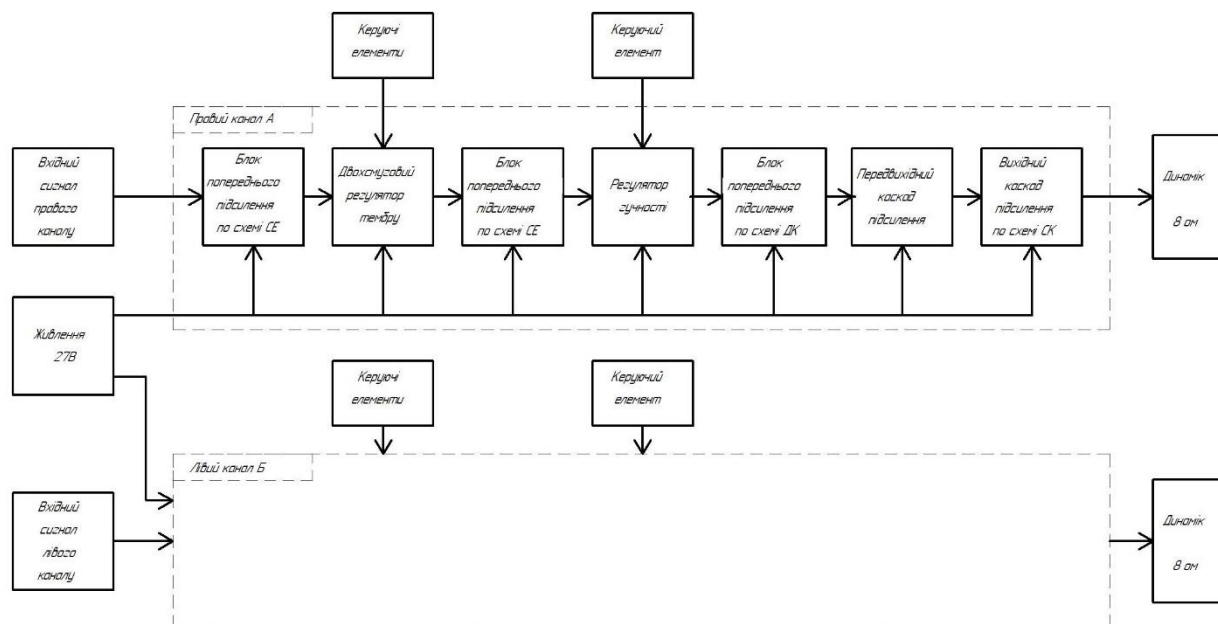 Керуючі
елементи
Керуючий
елемент
Правий канал А
Вхідний
сигнал
правого
каналу
Блок
попереднього
підсилення
по схемі СЕ
Двохсмуговий
регулятор
тембру
Блок
попереднього
підсилення
по схемі СЕ
Регулятор
гучності
Блок
попереднього
підсилення
по схемі ДК
Передвихідний
каскад
підсилення
Вихідний
каскад
підсилення
по схемі СК
Динамік
8 ом
Живлення
27В
Керуючі
елементи
Керуючий
елемент
Лівий канал Б
Вхідний
сигнал
лівого
каналу
Динамік
8 ом